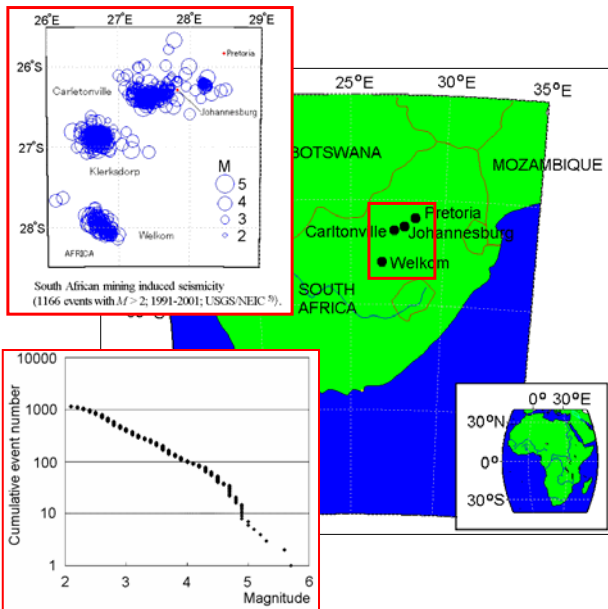 26°E 27°E 28°E 29°E
26°S
Pretoria
Carletonville
Johannesburg
27°S
Klerksdorp
M
5
4
3
2
28°S
Welkom
AFRICA
South African mining induced seismicity
(1166 events with M > 2; 1991-2001; USGS/NEIC 5)).
25°E 30°E 35°E
BOTSWANA
MOZAMBIQUE
Pretoria
Carltonville
Johannesburg
Welkom
SOUTH
AFRICA
Cumulative event number
10000
1000
100
10
1
2 3 4 5 6
Magnitude
0° 30°E
30°N
0°
30°S